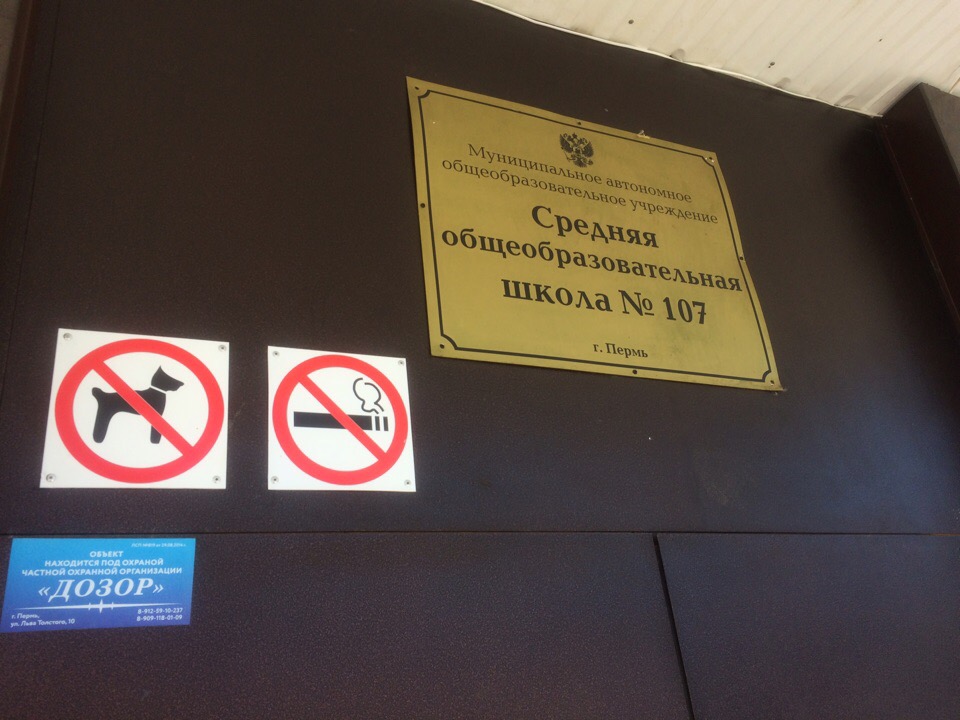 Муниципальное автономное
общеобразовательное учреждение
Средняя
общеобразовательная
школа № 107
г. Пермь
ОБЪЕКТ
НАХОДИТСЯ ПОД ОХРАНОЙ
ЧАСТНОЙ ОХРАННОЙ ОРГАНИЗАЦИИ
«ДОЗОР»
г. Пермь,
ул. Льва Толстого, 10
8-912-59-10-237
8-909-118-01-09